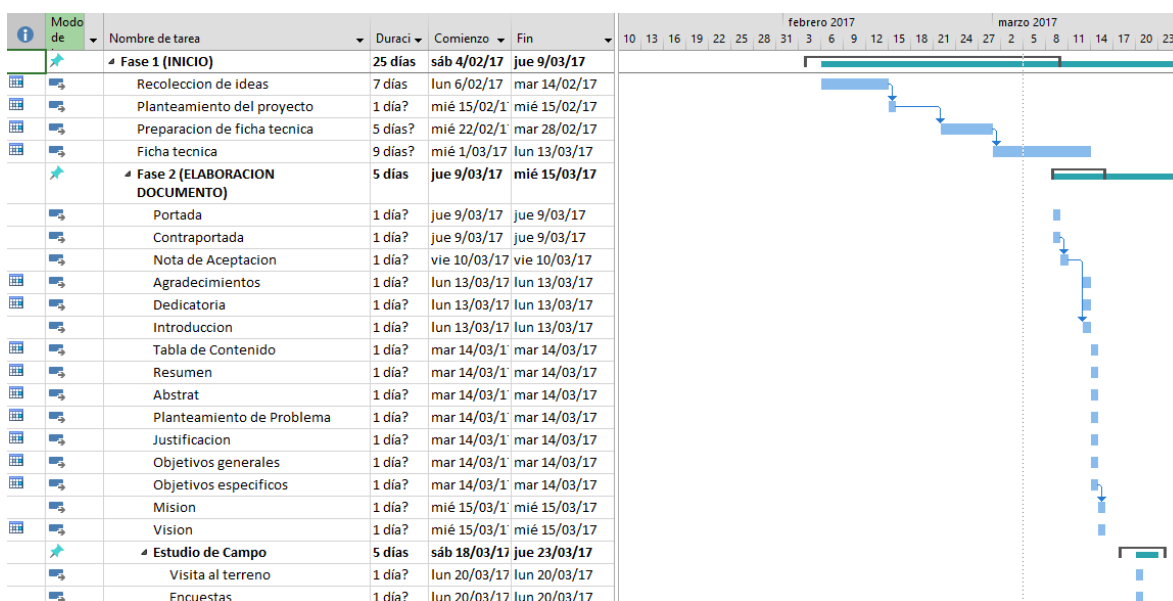 febrero 2017 marzo 2017
Modo de Nombre de tarea Duraci Comienzo Fin 10 13 16 19 22 25 28 31 3 6 9 12 15 18 21 24 27 2 5 8 11 14 17 20 23
Fase 1 (INICIO) 25 días sáb 4/02/17 jue 9/03/17
Recoleccion de ideas 7 días lun 6/02/17 mar 14/02/17
Planteamiento del proyecto 1 día? mié 15/02/1 mié 15/02/17
Preparacion de ficha tecnica 5 días? mié 22/02/1 mar 28/02/17
Ficha tecnica 9 días? mié 1/03/17 lun 13/03/17
Fase 2 (ELABORACION 5 días jue 9/03/17 mié 15/03/17
DOCUMENTO)
Portada 1 día? jue 9/03/17 jue 9/03/17
Contraportada 1 día? jue 9/03/17 jue 9/03/17
Nota de Aceptacion 1 día? vie 10/03/17 vie 10/03/17
Agradecimientos 1 día? lun 13/03/17 lun 13/03/17
Dedicatoria 1 día? lun 13/03/17 lun 13/03/17
Introduccion 1 día? lun 13/03/17 lun 13/03/17
Tabla de Contenido 1 día? mar 14/03/1 mar 14/03/17
Resumen 1 día? mar 14/03/1 mar 14/03/17
Abstrat 1 día? mar 14/03/1 mar 14/03/17
Planteamiento de Problema 1 día? mar 14/03/1 mar 14/03/17
Justificacion 1 día? mar 14/03/1 mar 14/03/17
Objetivos generales 1 día? mar 14/03/1 mar 14/03/17
Objetivos especificos 1 día? mar 14/03/1 mar 14/03/17
Mision 1 día? mié 15/03/1 mié 15/03/17
Vision 1 día? mié 15/03/1 mié 15/03/17
Estudio de Campo 5 días sáb 18/03/17 jue 23/03/17
Visita al terreno 1 día? lun 20/03/17 lun 20/03/17
Encuestas 1 día? lun 20/03/17 lun 20/03/17